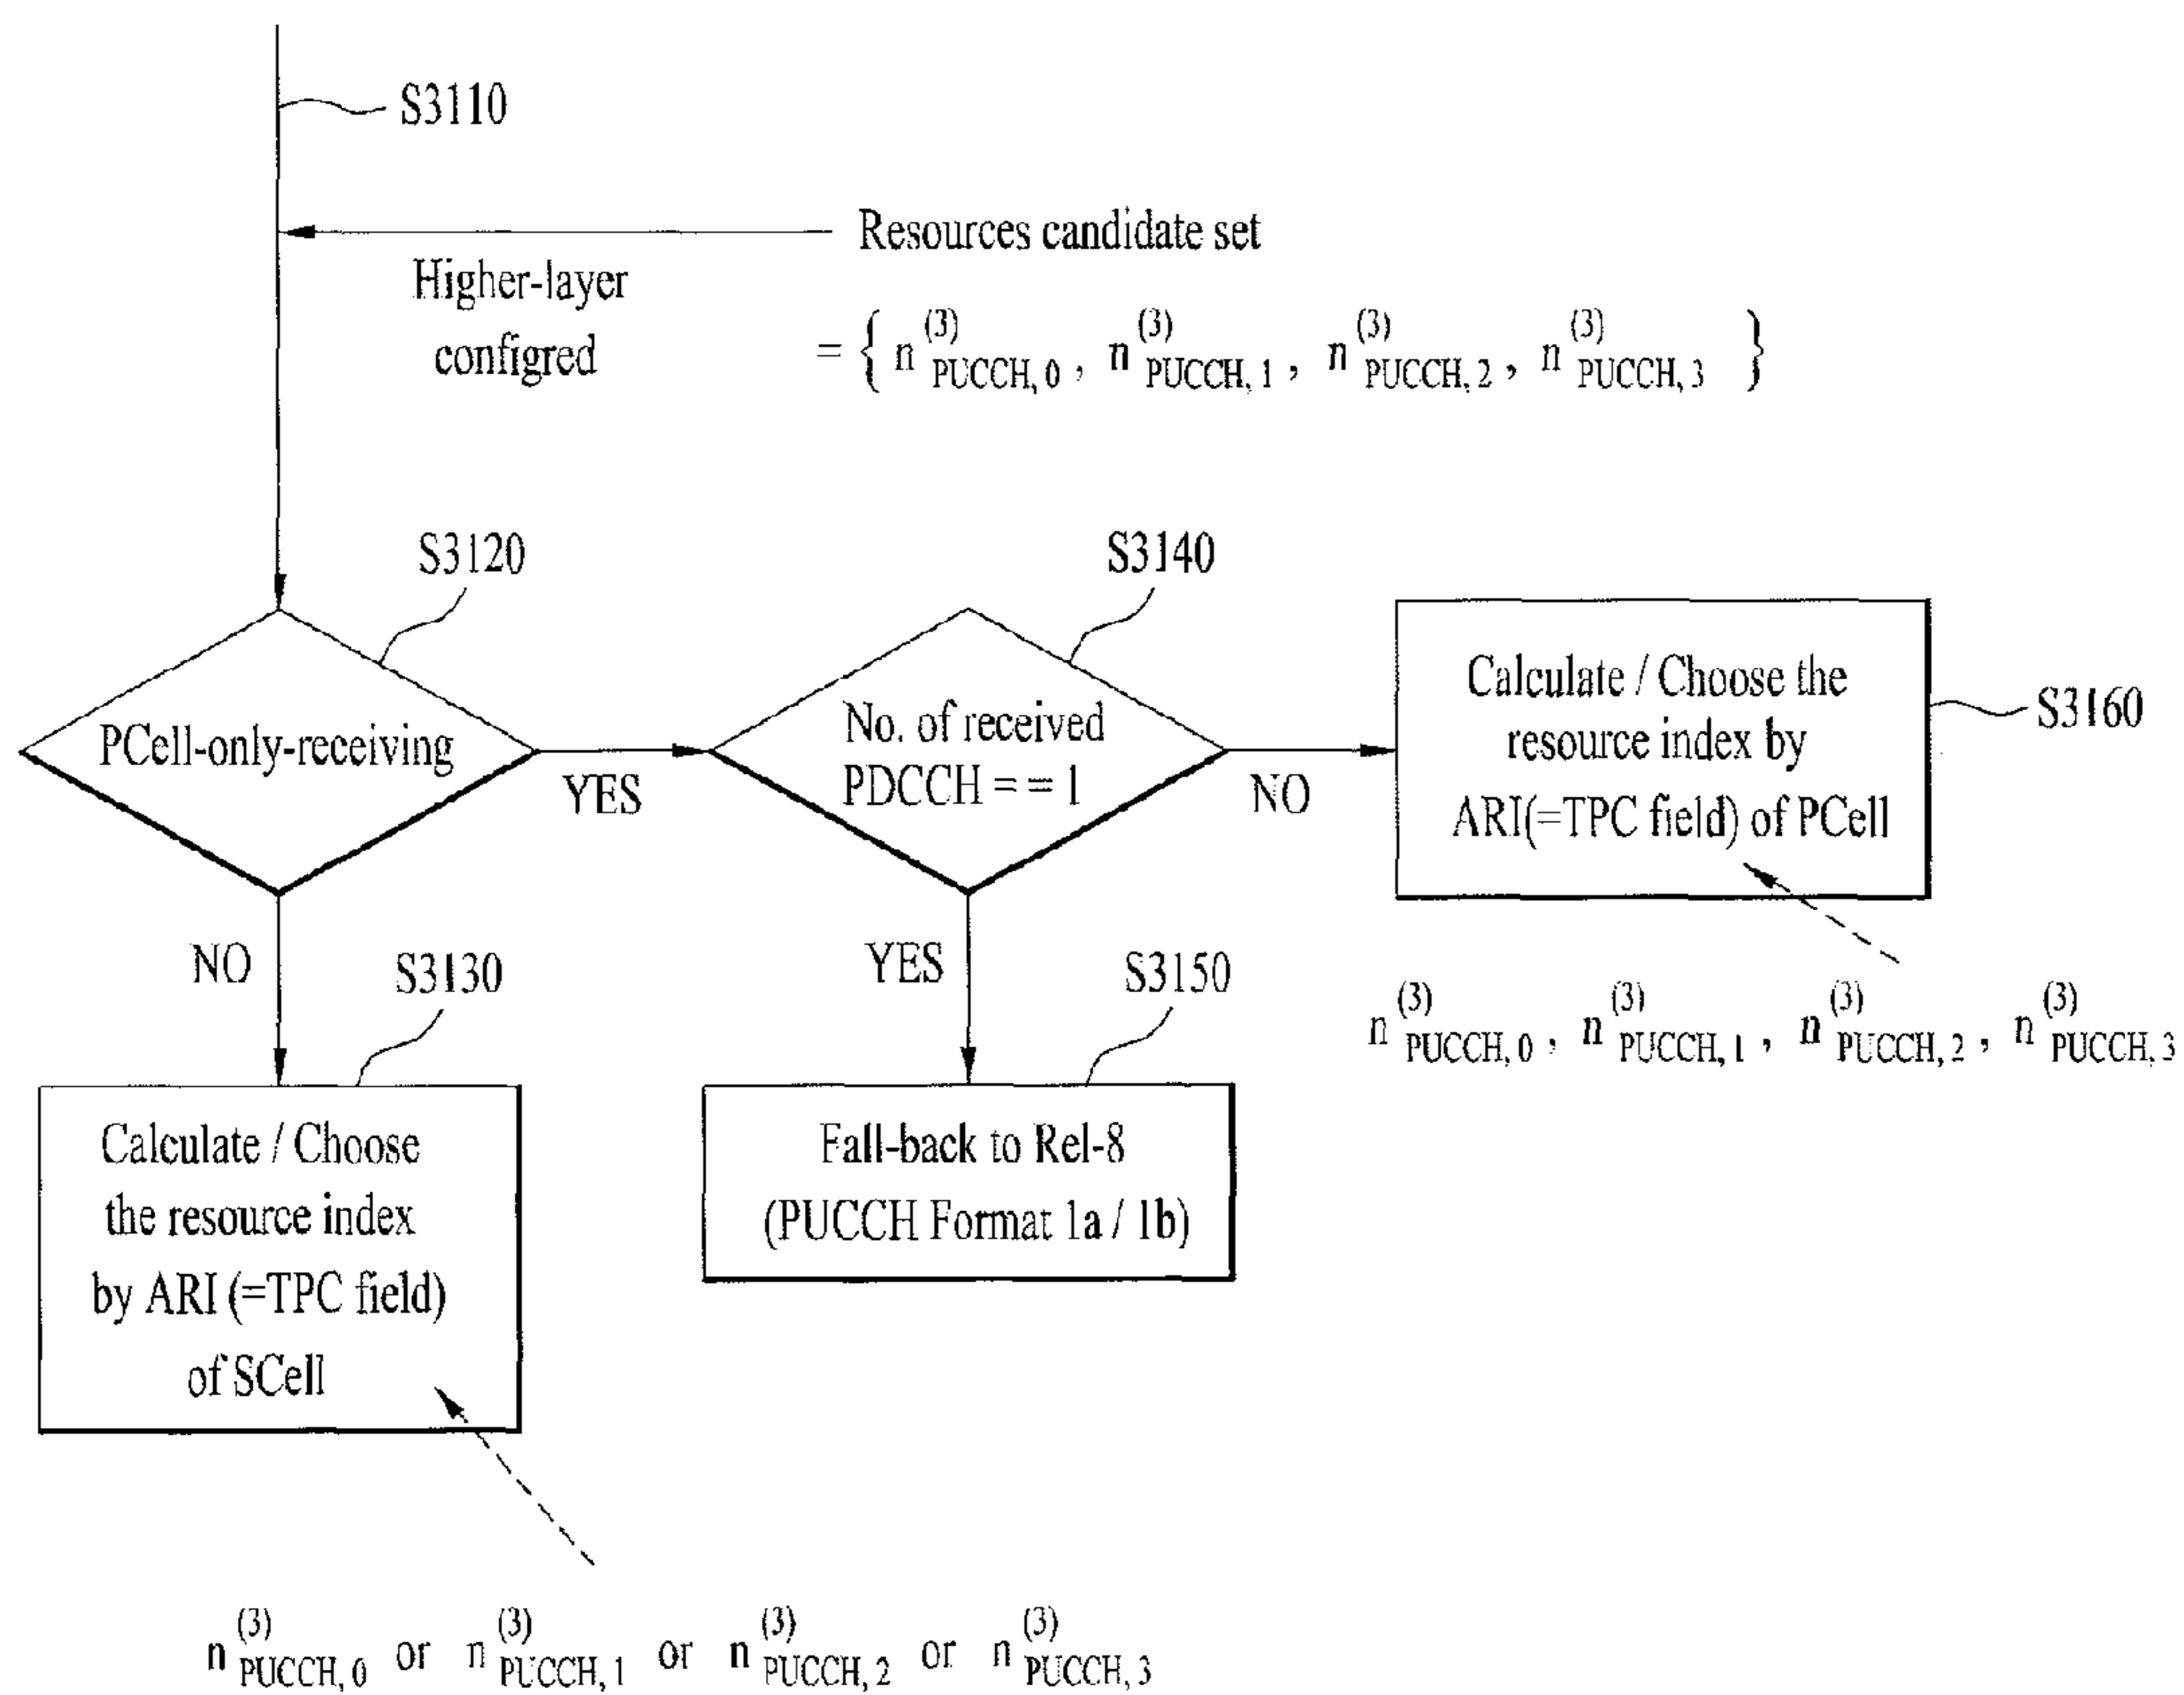 S3110
Resources candidate set
Higher-layer
configred
= { n^{(3)}_{PUCCH, 0}, n^{(3)}_{PUCCH, 1}, n^{(3)}_{PUCCH, 2}, n^{(3)}_{PUCCH, 3} }
S3120
PCell-only-receiving
YES
NO
S3140
No. of received
PDCCH = = 1
NO
YES
Calculate / Choose the
resource index by
ARI(=TPC field) of PCell
S3160
n^{(3)}_{PUCCH, 0}, n^{(3)}_{PUCCH, 1}, n^{(3)}_{PUCCH, 2}, n^{(3)}_{PUCCH, 3}
S3130
Calculate / Choose
the resource index
by ARI (=TPC field)
of SCell
S3150
Fall-back to Rel-8
(PUCCH Format 1a / 1b)
n^{(3)}_{PUCCH, 0} or n^{(3)}_{PUCCH, 1} or n^{(3)}_{PUCCH, 2} or n^{(3)}_{PUCCH, 3}